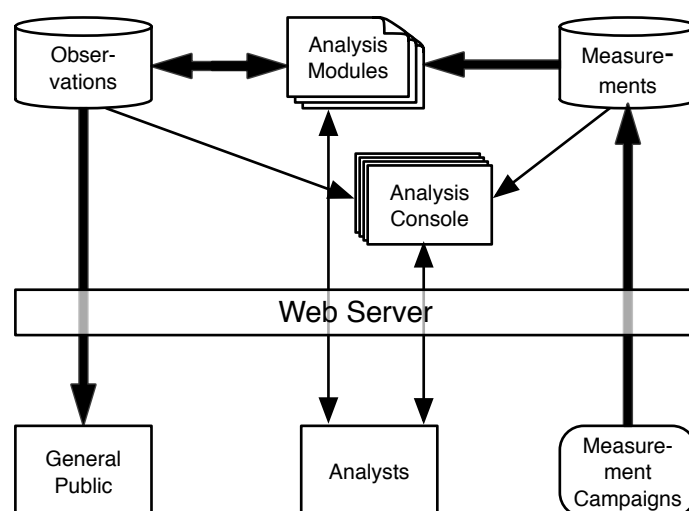 Obser-
vations
Analysis
Modules
Measure-
ments
Analysis
Console
Web Server
General
Public
Analysts
Measure-
ment
Campaigns